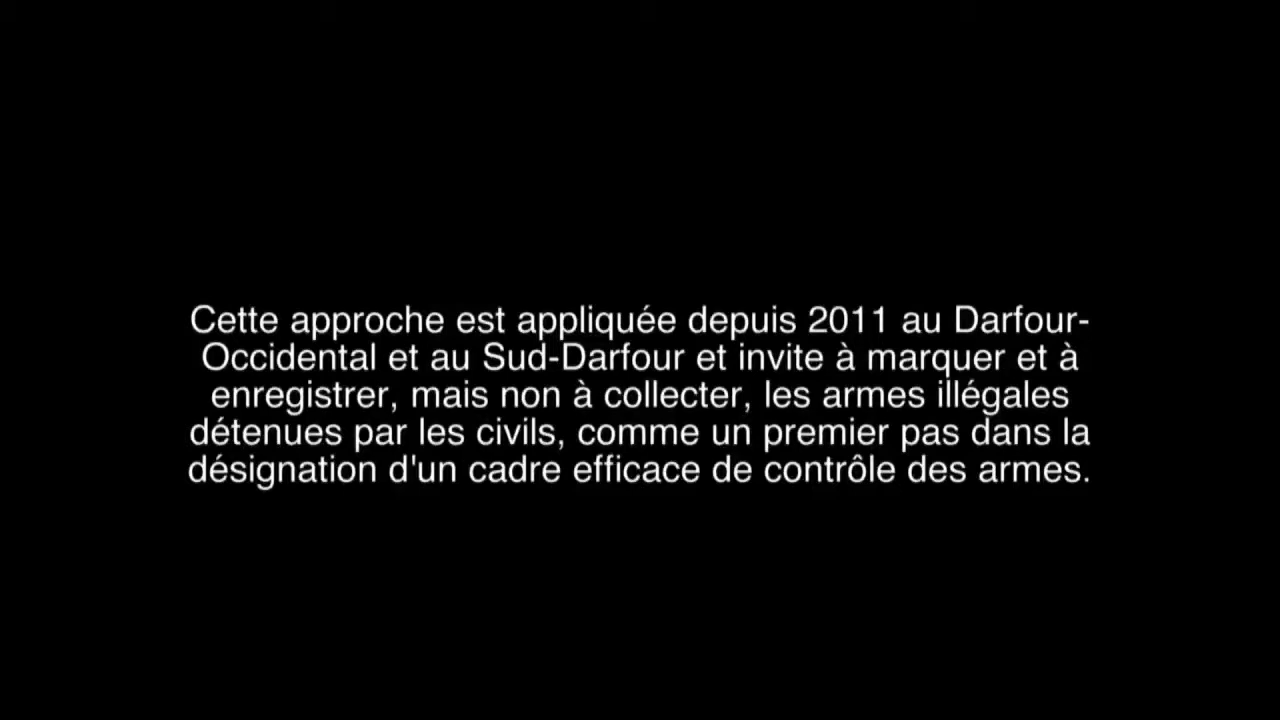 Cette approche est appliquée depuis 2011 au Darfour-
Occidental et au Sud-Darfour et invite à marquer et à
enregistrer, mais non à collecter, les armes illégales
détenues par les civils, comme un premier pas dans la
désignation d'un cadre efficace de contrôle des armes.